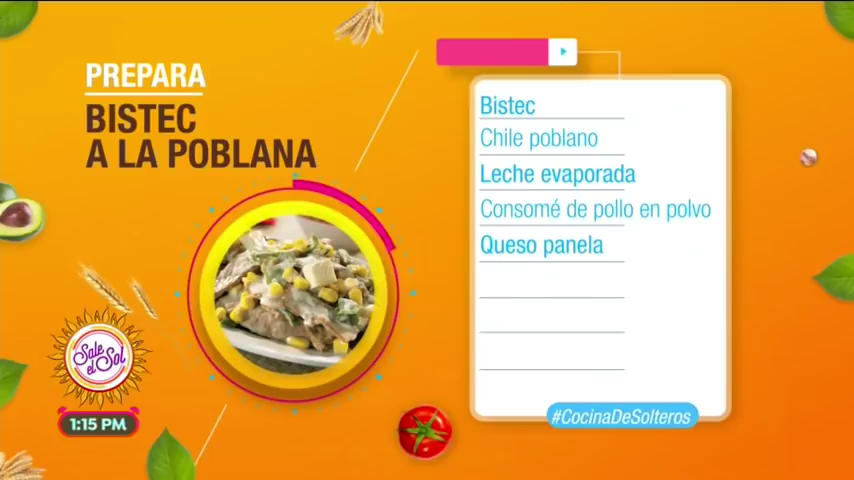 PREPARA
BISTEC
A LA POBLANA
Bistec
Chile poblano
Leche evaporada
Consomé de pollo en polvo
Queso panela
#CocinaDeSolteros
Sale
el Sol
1:15 PM